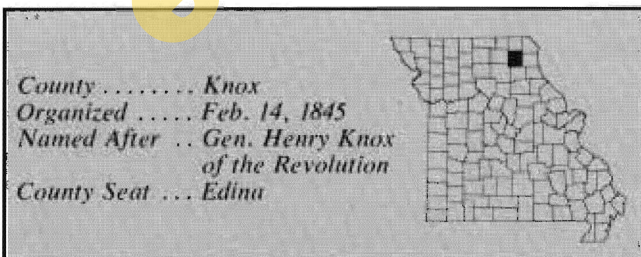 County ........ Knox
Organized ..... Feb. 14, 1845
Named After .. Gen. Henry Knox
of the Revolution
County Seat ... Edina